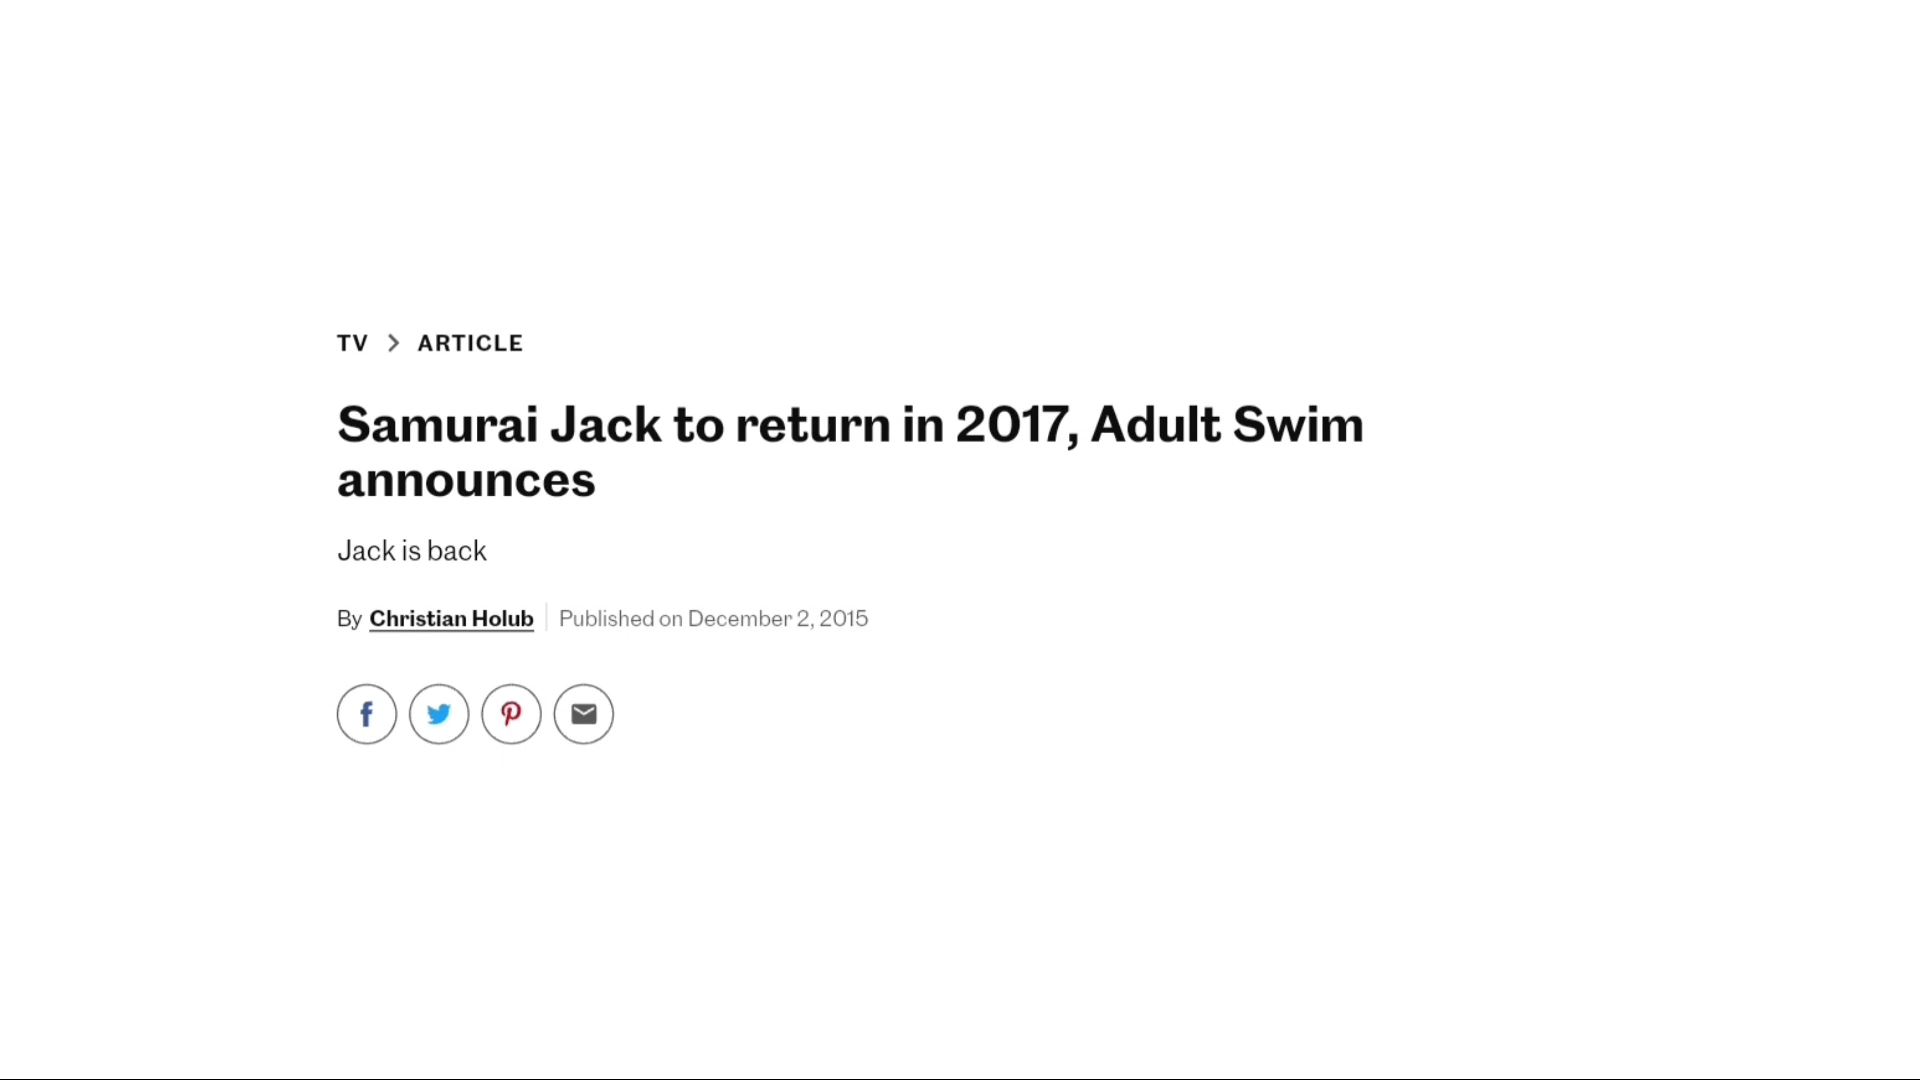 TV > ARTICLE
Samurai Jack to return in 2017, Adult Swim
announces
Jack is back
By Christian Holub | Published on December 2, 2015